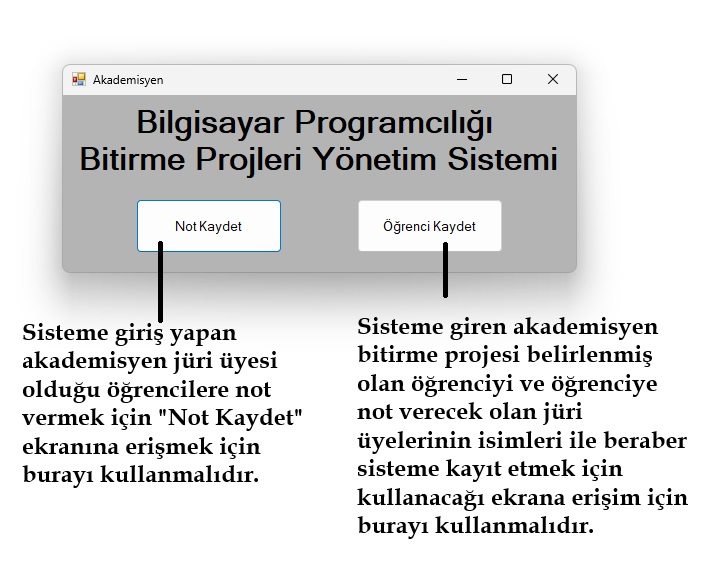 Akademisyen
Bilgisayar Programcılığı
Bitirme Projleri Yönetim Sistemi
Not Kaydet
Öğrenci Kaydet
Sisteme giriş yapan
akademisyen jüri üyesi
olduğu öğrencilere not
vermek için "Not Kaydet"
ekranına erişmek için
burayı kullanmalıdır.
Sisteme giren akademisyen
bitirme projesi belirlenmiş
olan öğrenciyi ve öğrenciye
not verecek olan jüri
üyelerinin isimleri ile beraber
sisteme kayıt etmek için
kullanacağı ekrana erişim için
burayı kullanmalıdır.